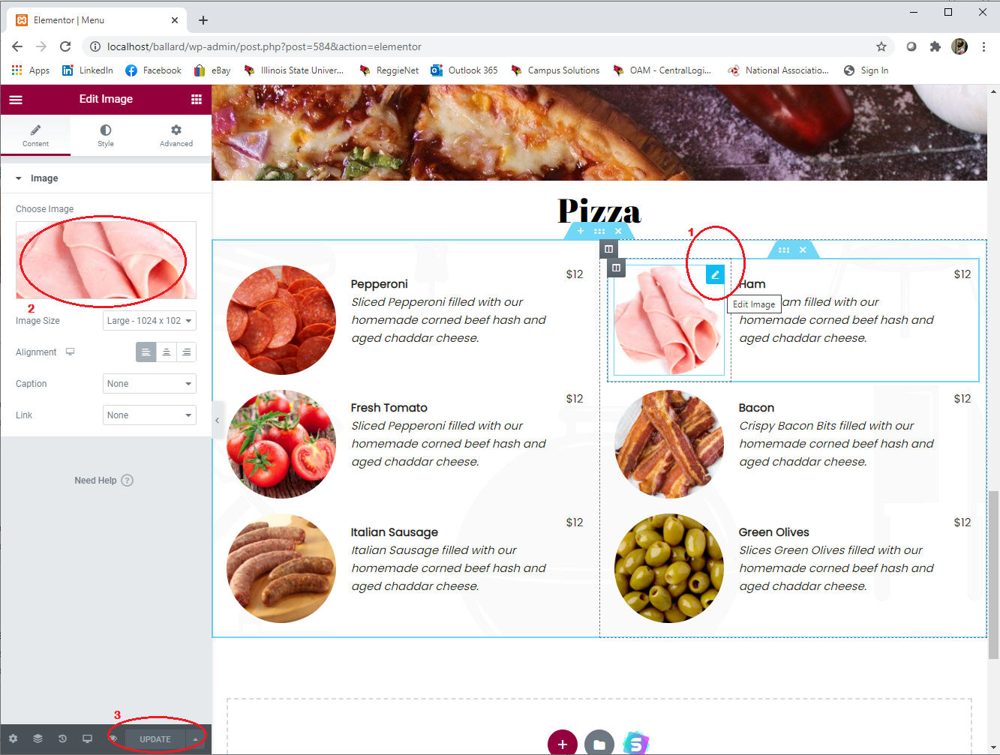 Elementor | Menu
localhost/ballard/wp-admin/post.php?post=584&action=elementor
Apps LinkedIn Facebook eBay Illinois State Univer... ReggieNet Outlook 365 Campus Solutions OAM - CentralLogi... National Associatio... Sign In
Edit Image
Content Style Advanced
Image
Choose Image
2
Image Size Large - 1024 x 102
Alignment
Caption None
Link None
Need Help ?
3
UPDATE
Pizza
1
Pepperoni $12
Sliced Pepperoni filled with our
homemade corned beef hash and
aged chaddar cheese.
Ham $12
Edit Image
am filled with our
homemade corned beef hash and
aged chaddar cheese.
Fresh Tomato $12
Sliced Pepperoni filled with our
homemade corned beef hash and
aged chaddar cheese.
Bacon $12
Crispy Bacon Bits filled with our
homemade corned beef hash and
aged chaddar cheese.
Italian Sausage $12
Italian Sausage filled with our
homemade corned beef hash and
aged chaddar cheese.
Green Olives $12
Slices Green Olives filled with our
homemade corned beef hash and
aged chaddar cheese.